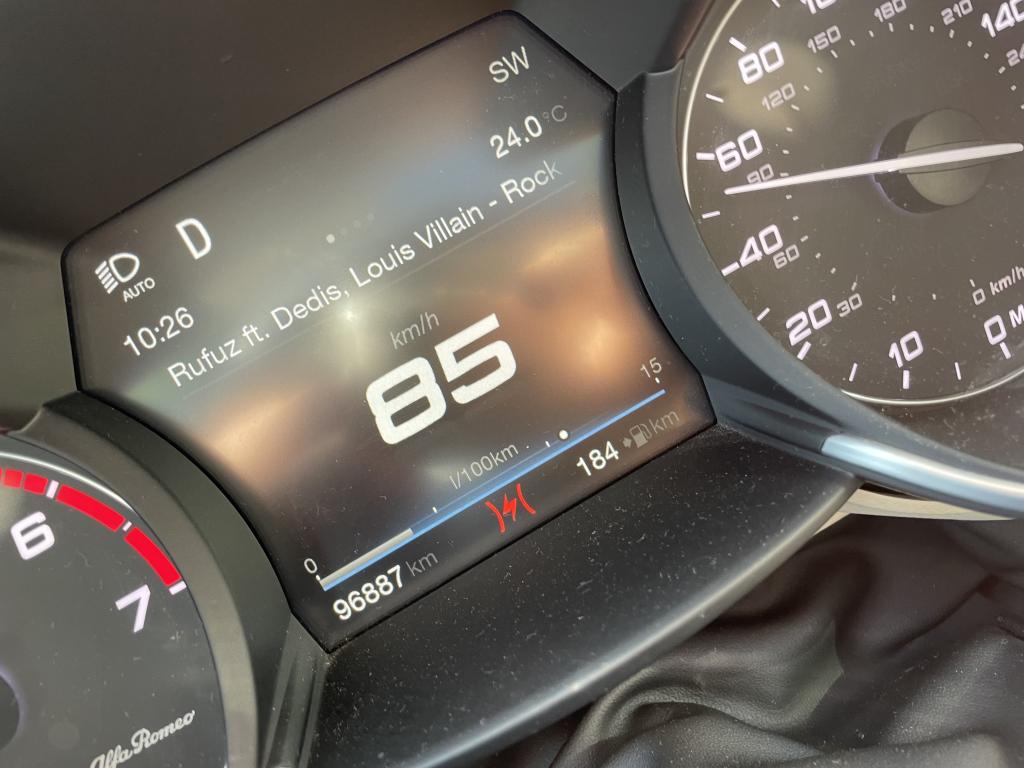 SW
24.0 °C
D
AUTO
10:26
Rufuz ft. Dedis, Louis Villain - Rock
km/h
85
15
l/100km
184 km
0
96887 km
6
7
Alfa Romeo
80
60
40
20
10
0
140
150
180
210
120
90
60
30
0 km/h